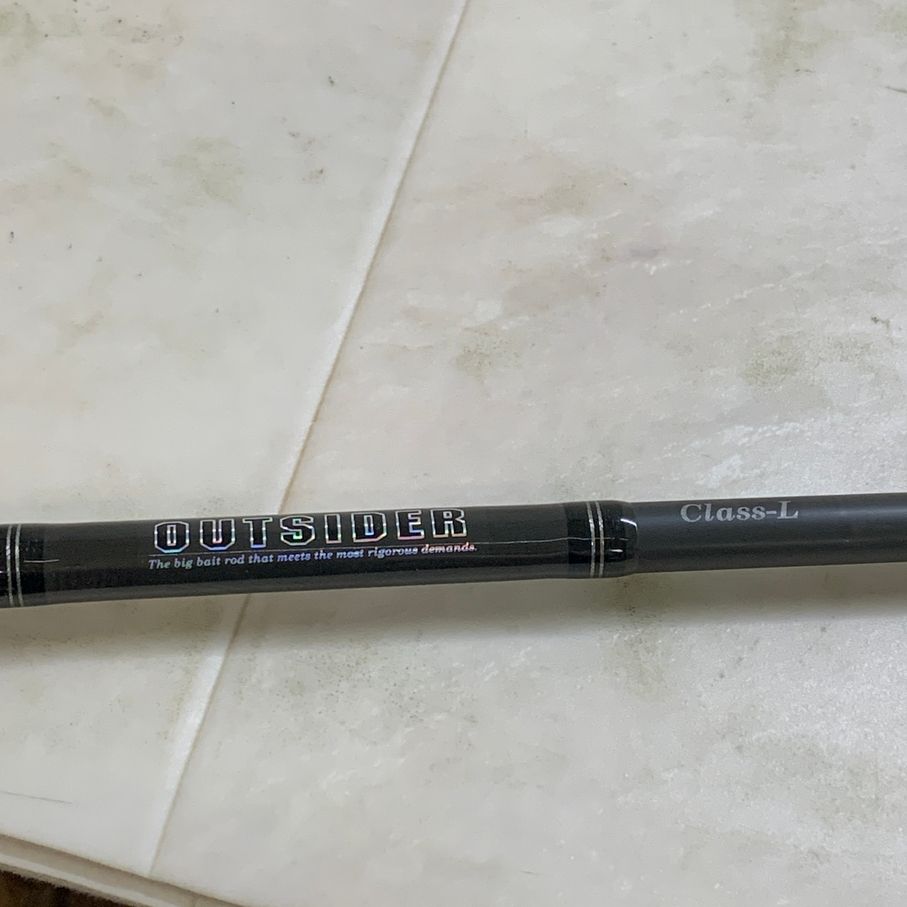 OUTSIDER
The big bait rod that meets the most rigorous demands.
Class-L